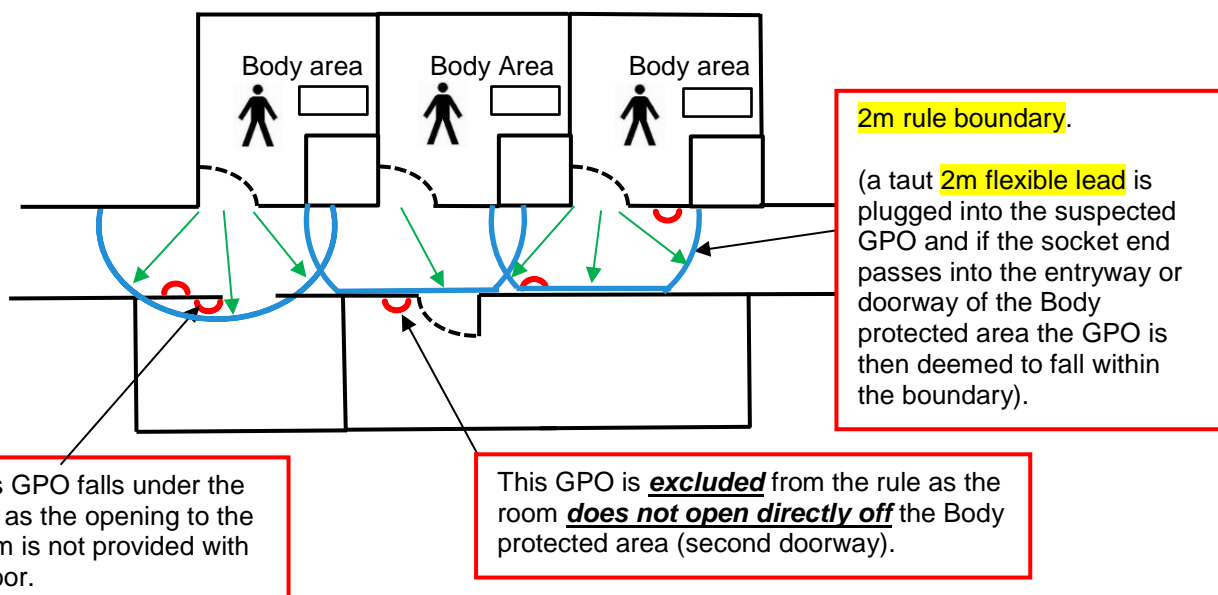 Body area
Body Area
Body area
2m rule boundary.
(a taut 2m flexible lead is
plugged into the suspected
GPO and if the socket end
passes into the entryway or
doorway of the Body
protected area the GPO is
then deemed to fall within
the boundary).
GPO falls under the
as the opening to the
is not provided with
This GPO is excluded from the rule as the
room does not open directly off the Body
protected area (second doorway).